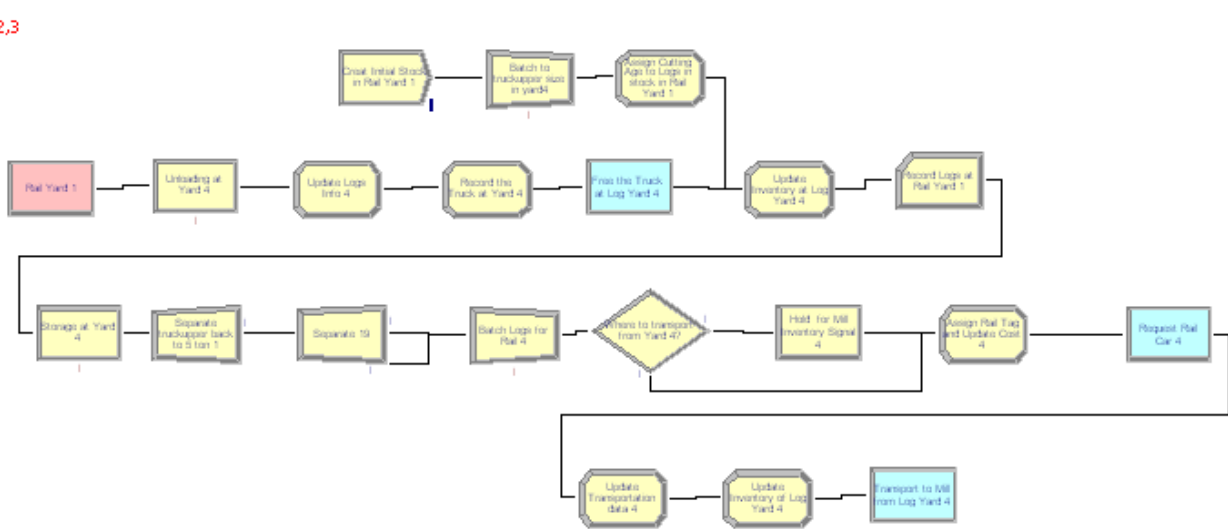 2,3
Creat Initial Stock
in Rail Yard 1
Batch to
truckupper size
in yard4
Assign Cutting
Age to Logs in
stock in Rail
Yard 1
Rail Yard 1
Unloading at
Yard 4
Update Logs
Info 4
Record the
Truck at Yard 4
Free the Truck
at Log Yard 4
Update
Inventory at Log
Yard 4
Record Logs at
Rail Yard 1
Storage at Yard
4
Separate
truckupper back
to 5 ton 1
Separate 19
Batch Logs for
Rail 4
Where to transport
from Yard 4?
Hold for Mill
Inventory Signal
4
Assign Rail Tag
and Update Cost
4
Request Rail
Car 4
Update
Transportation
data 4
Update
Inventory of Log
Yard 4
Transport to Mill
from Log Yard 4